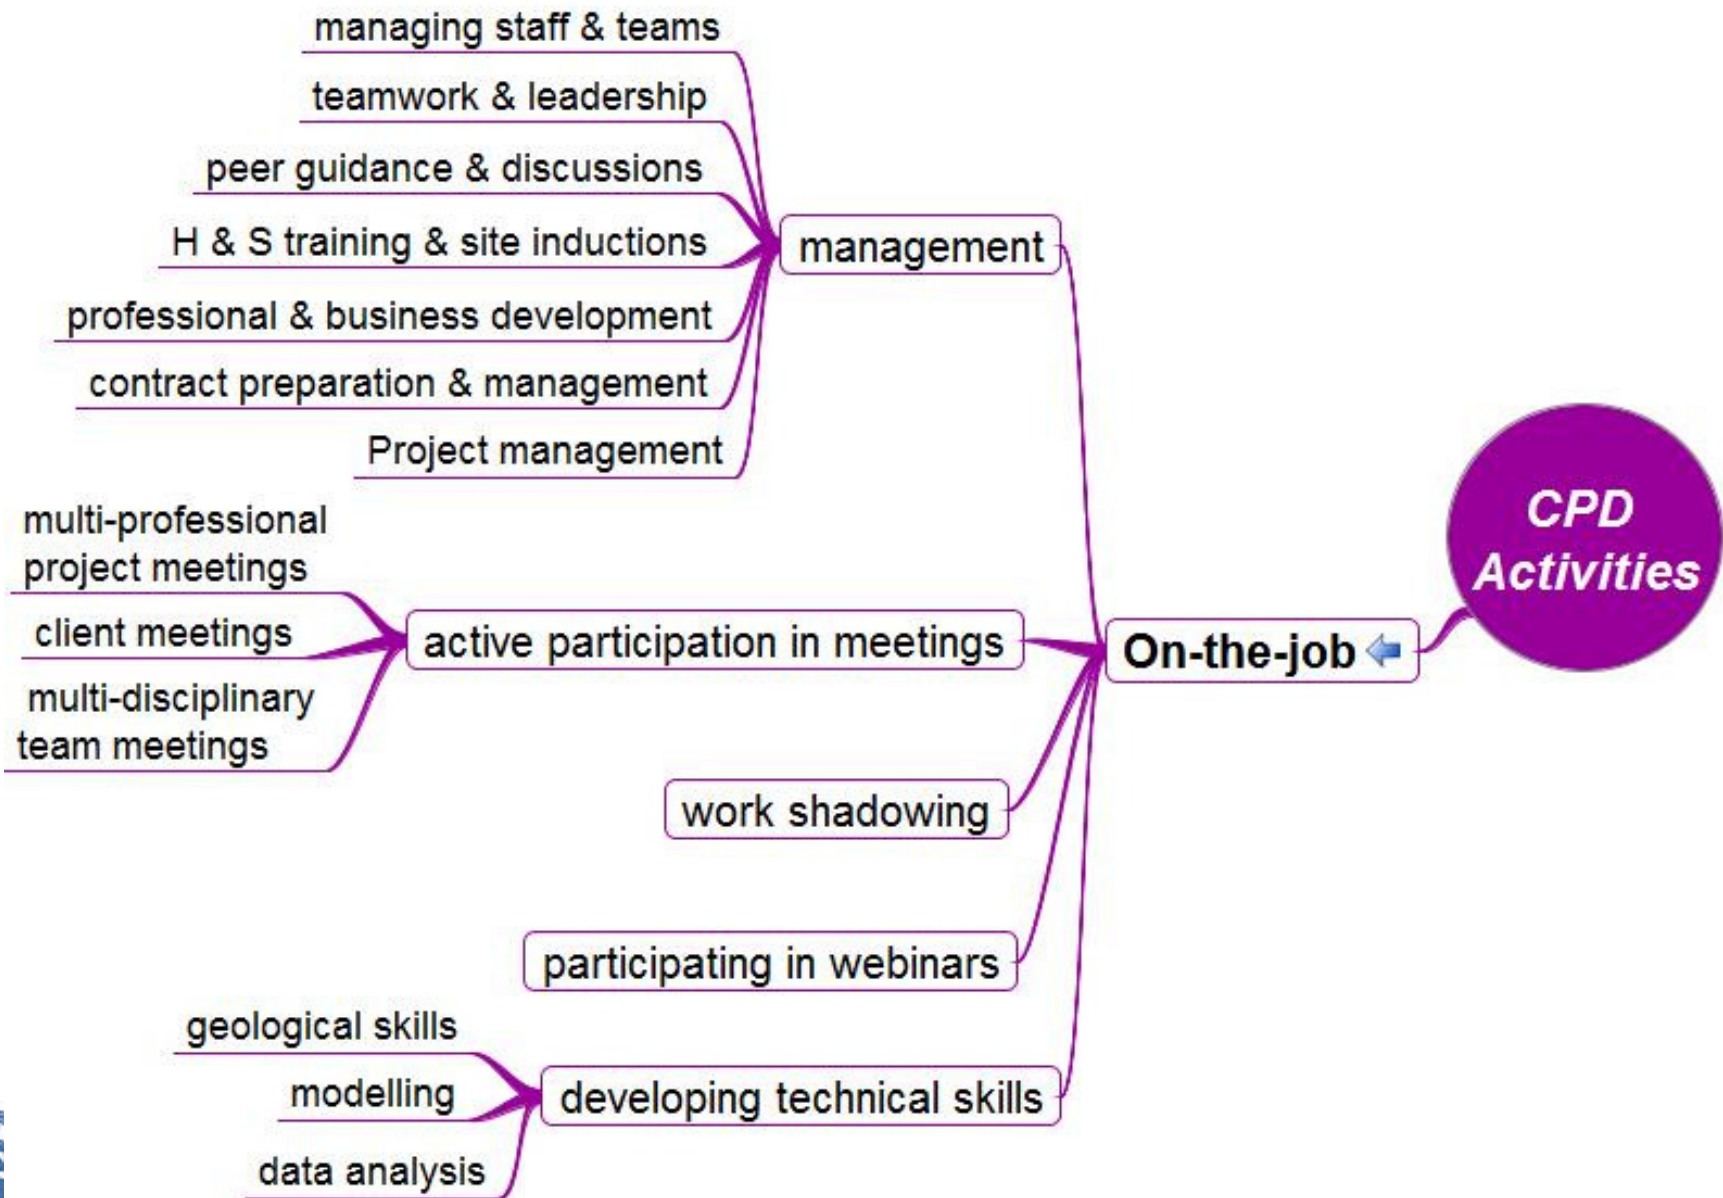 managing staff & teams
teamwork & leadership
peer guidance & discussions
H & S training & site inductions
professional & business development
contract preparation & management
Project management
management
multi-professional
project meetings
client meetings
multi-disciplinary
team meetings
active participation in meetings
work shadowing
participating in webinars
geological skills
modelling
data analysis
developing technical skills
On-the-job
CPD
Activities